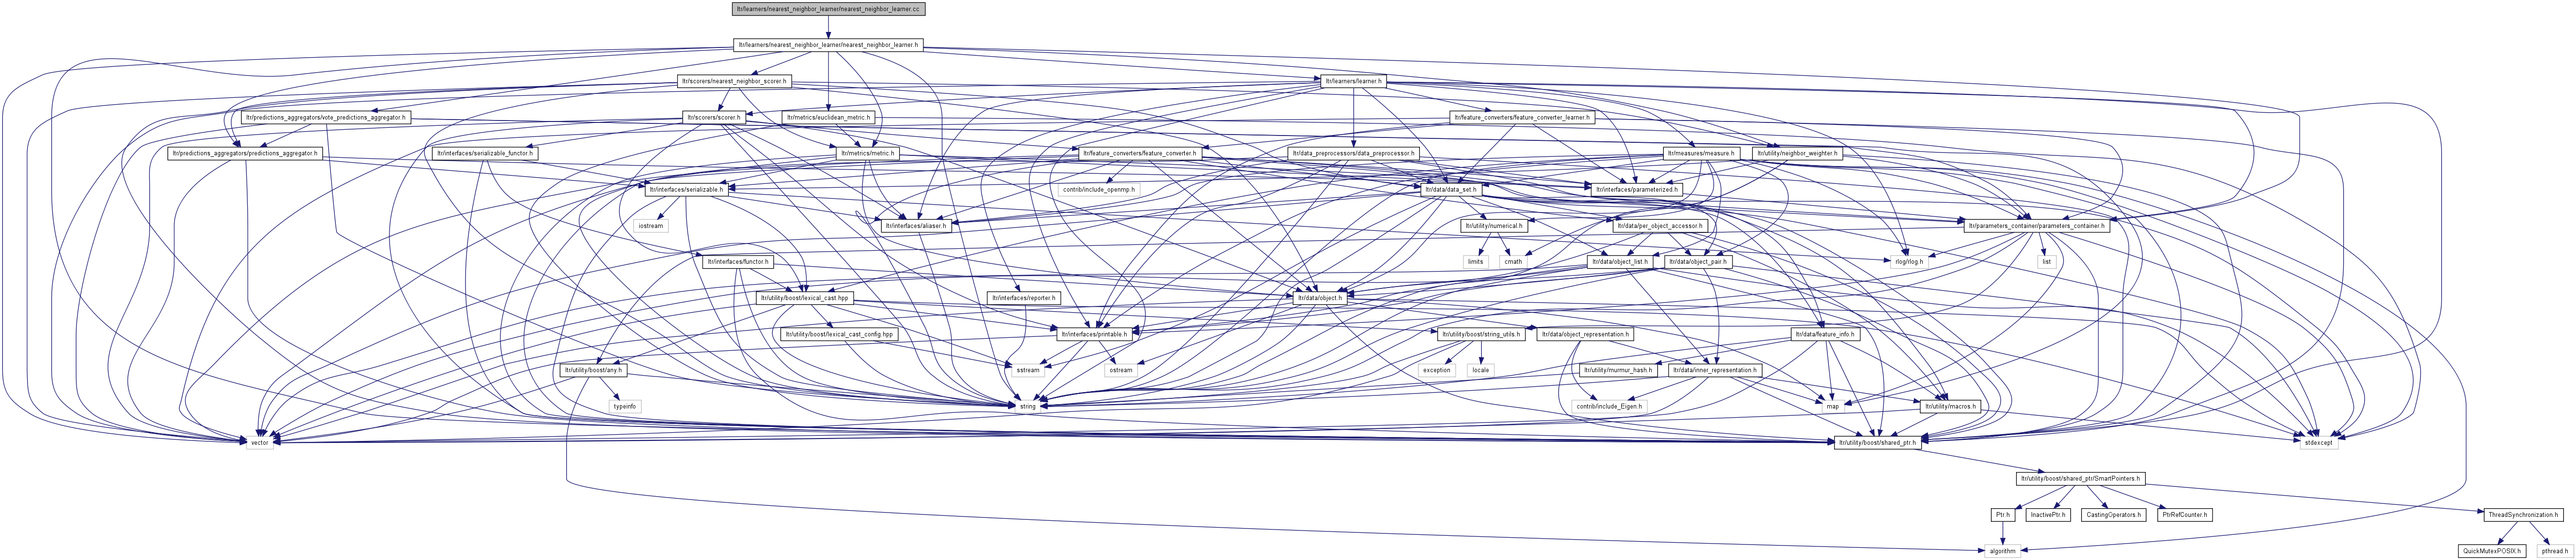 ltr/learners/nearest_neighbor_learner/nearest_neighbor_learner.cc
ltr/learners/nearest_neighbor_learner/nearest_neighbor_learner.h
ltr/scorers/nearest_neighbor_scorer.h
ltr/learners/learner.h
ltr/predictions_aggregators/vote_predictions_aggregator.h
ltr/scorers/scorer.h
ltr/metrics/euclidean_metric.h
ltr/feature_converters/feature_converter_learner.h
ltr/predictions_aggregators/predictions_aggregator.h
ltr/interfaces/serializable_functor.h
ltr/metrics/metric.h
ltr/feature_converters/feature_converter.h
ltr/data_preprocessors/data_preprocessor.h
ltr/measures/measure.h
ltr/utility/neighbor_weighter.h
ltr/interfaces/serializable.h
contrib/include_openmp.h
ltr/data/data_set.h
ltr/interfaces/parameterized.h
iostream
ltr/interfaces/aliaser.h
ltr/utility/numerical.h
ltr/data/per_object_accessor.h
ltr/parameters_container/parameters_container.h
ltr/interfaces/functor.h
limits
cmath
ltr/data/object_list.h
ltr/data/object_pair.h
rlog/rlog.h
list
ltr/utility/boost/lexical_cast.hpp
ltr/interfaces/reporter.h
ltr/data/object.h
ltr/utility/boost/lexical_cast_config.hpp
ltr/interfaces/printable.h
ltr/utility/boost/string_utils.h
ltr/data/object_representation.h
ltr/data/feature_info.h
ltr/utility/boost/any.h
sstream
ostream
exception
locale
ltr/utility/murmur_hash.h
ltr/data/inner_representation.h
typeinfo
string
contrib/include_Eigen.h
map
ltr/utility/macros.h
vector
ltr/utility/boost/shared_ptr.h
stdexcept
ltr/utility/boost/shared_ptr/SmartPointers.h
Ptr.h
InactivePtr.h
CastingOperators.h
PtrRefCounter.h
ThreadSynchronization.h
algorithm
QuickMutexPOSIX.h
pthread.h